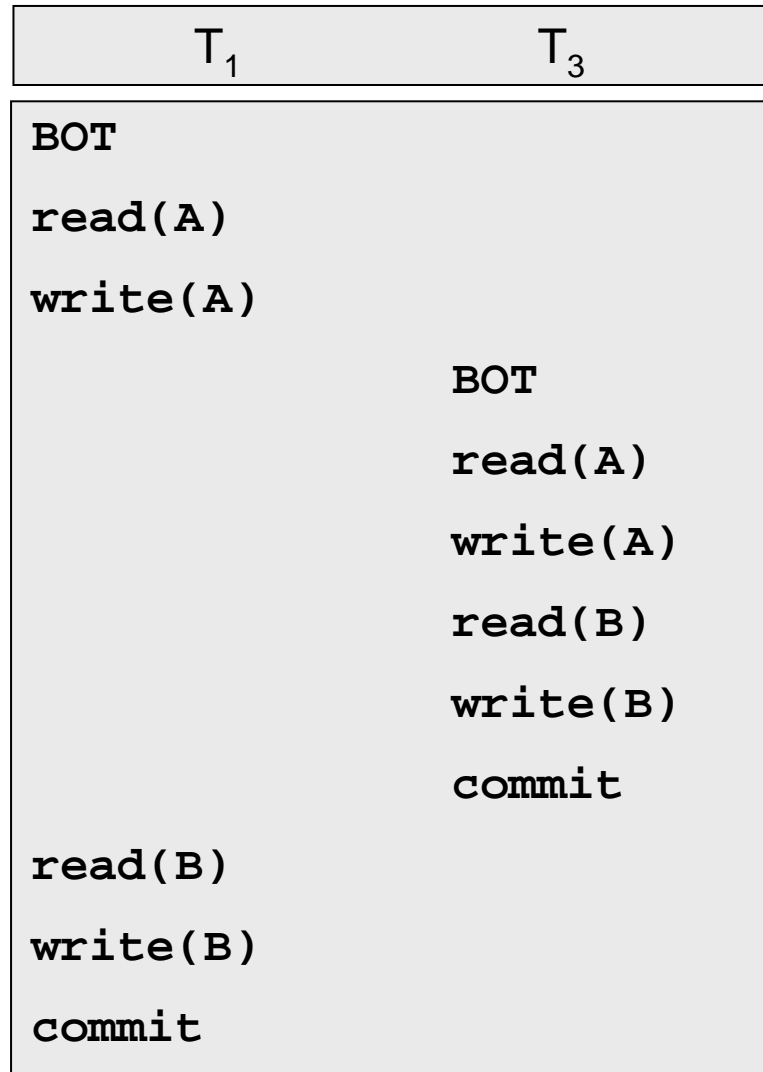 T1 T3
BOT
read(A)
write(A)
BOT
read(A)
write(A)
read(B)
write(B)
commit
read(B)
write(B)
commit